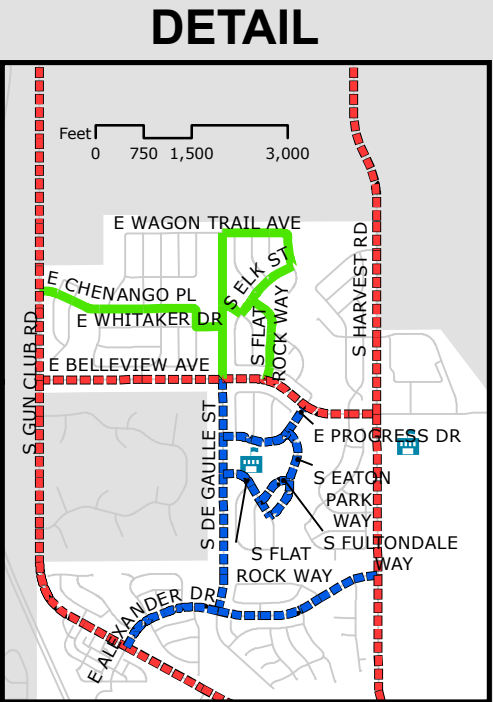 DETAIL
Feet
0 750 1,500 3,000
E WAGON TRAIL AVE
S ELK ST
E CHENANGO PL
E WHITAKER DR
S FLAT
ROCK WAY
S HARVEST RD
S GUN CLUB RD
E BELLEVIEW AVE
S DE GAULLE ST
E PROGRESS DR
S EATON
PARK
WAY
S FULTONDALE
WAY
S FLAT
ROCK WAY
E ALEXANDER DR